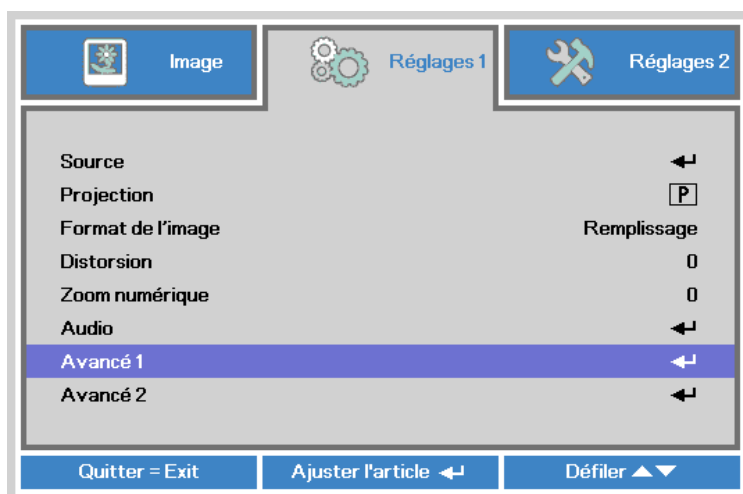 Image
Réglages 1
Réglages 2
Source
Projection P
Format de l'image Remplissage
Distorsion 0
Zoom numérique 0
Audio
Avancé 1
Avancé 2
Quitter = Exit
Ajuster l'article
Défiler ▲▼